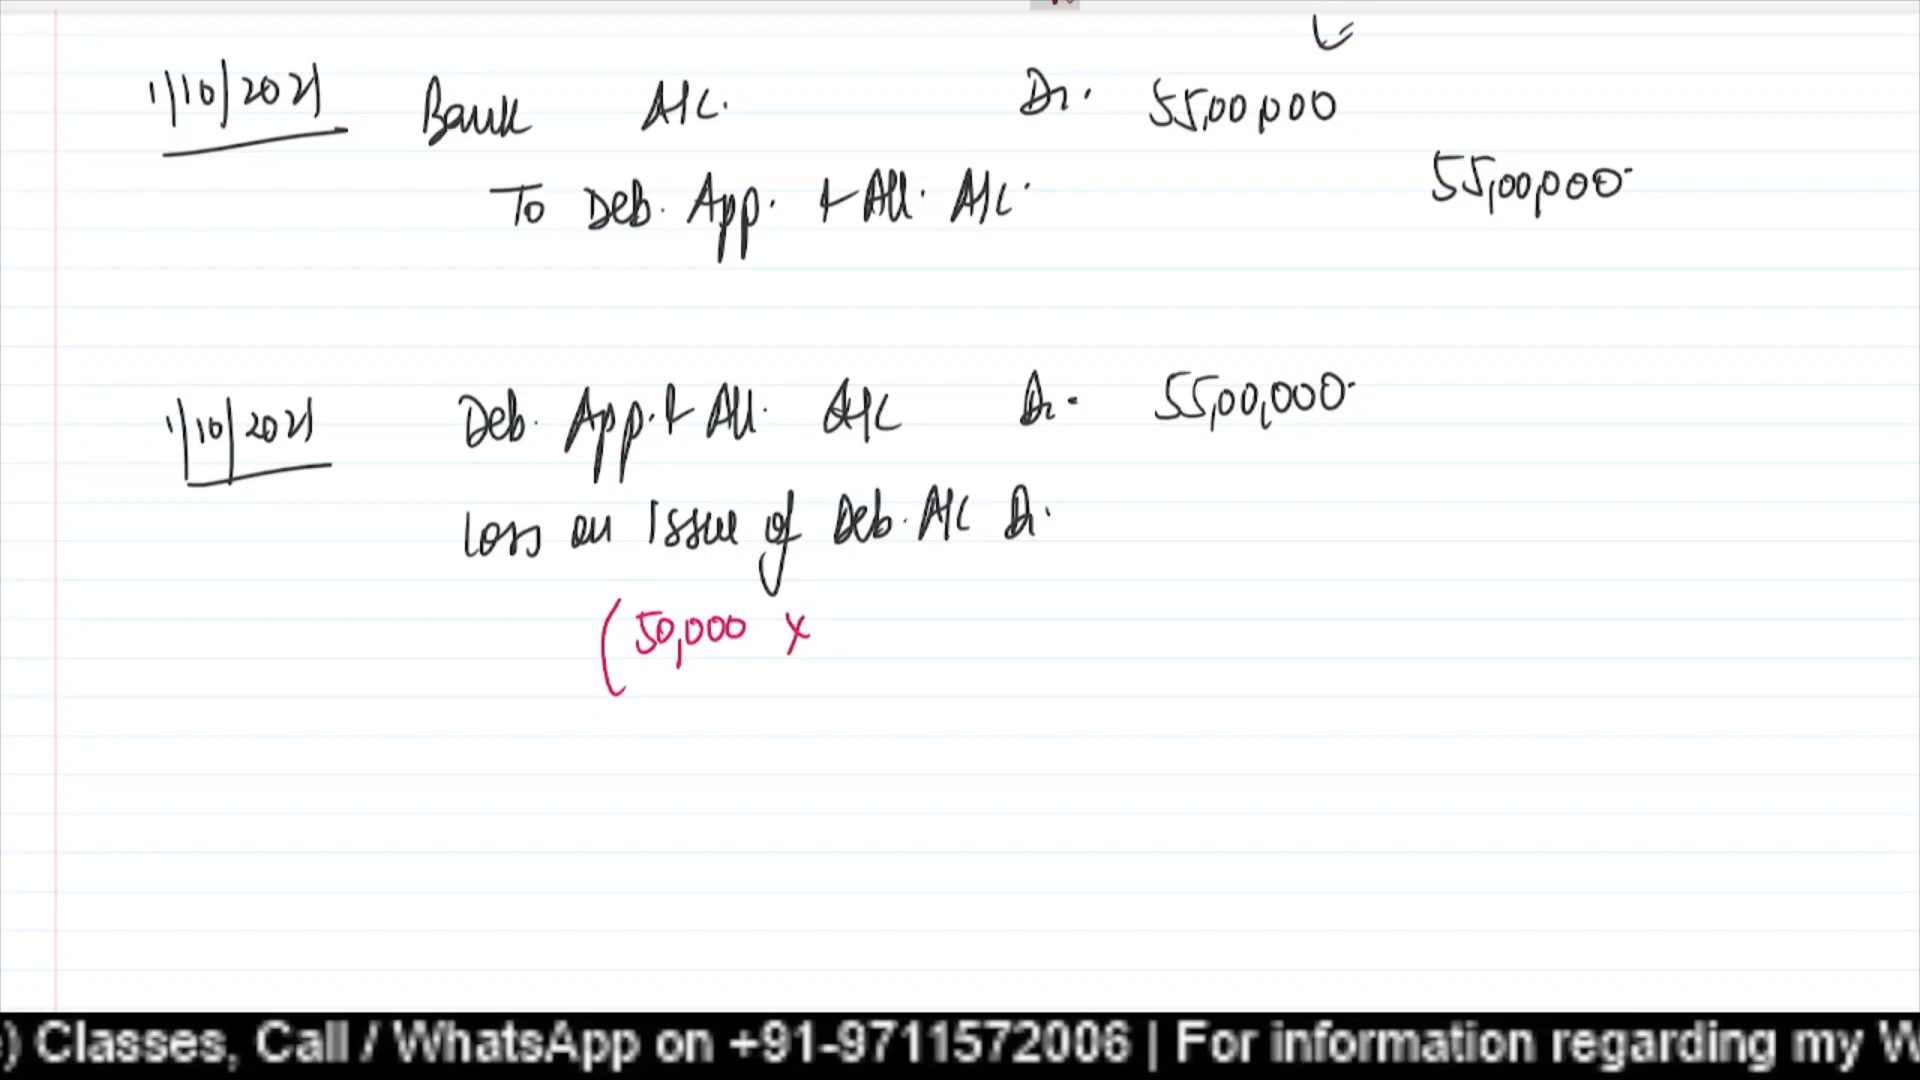 1/10/2021 Bank A/c. Dr. 55,00,000
To Deb. App. & All. A/c. 55,00,000
1/10/2021 Deb. App. & All. A/c Dr. 55,00,000
Loss on Issue of Deb. A/c Dr.
(50,000 x
) Classes, Call / WhatsApp on +91-9711572006 | For information regarding my W